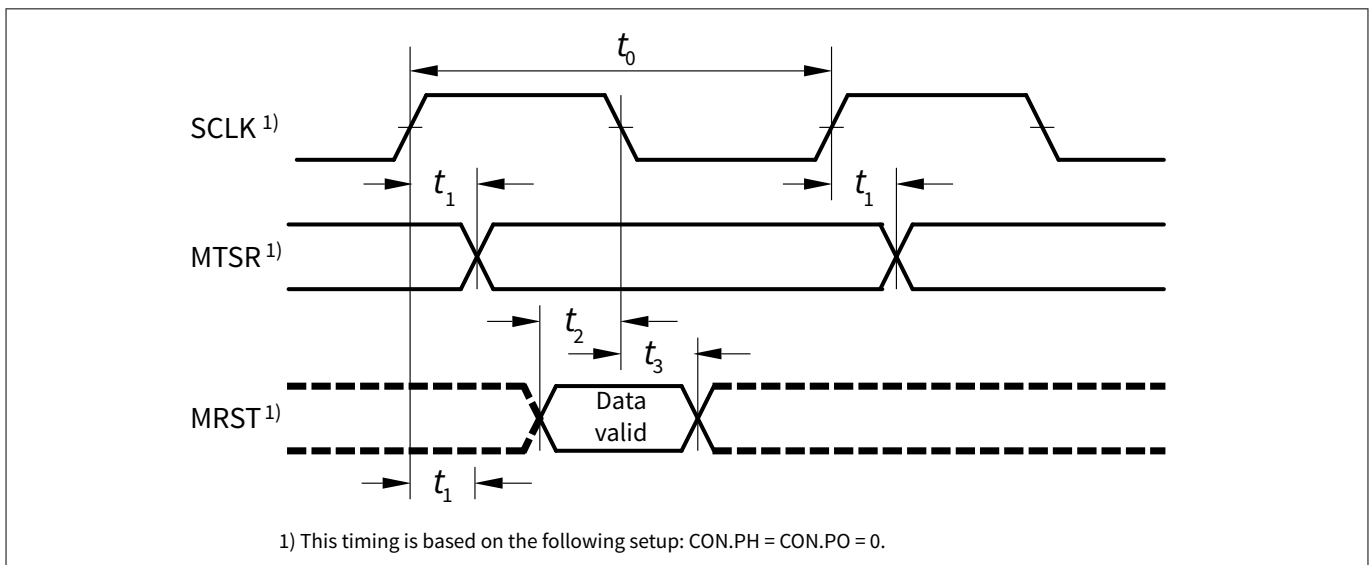 t0
SCLK 1)
t1
t1
MTSR 1)
t2
t3
MRST 1)
Data
valid
t1
1) This timing is based on the following setup: CON.PH = CON.PO = 0.